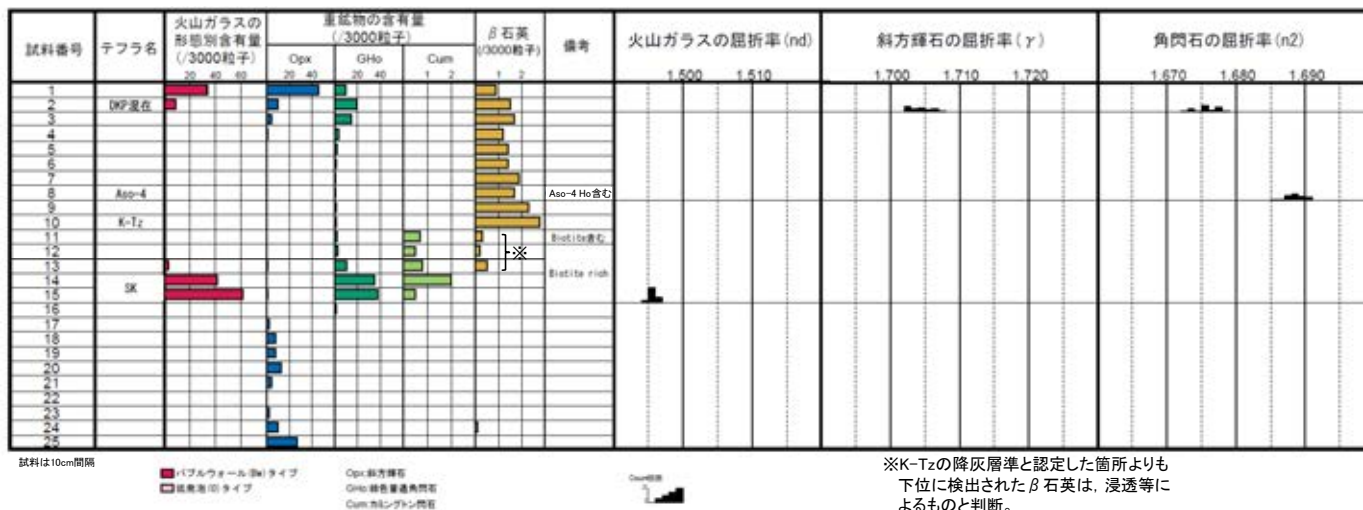 試料番号 テフラ名 火山ガラスの形態別含有量(/3000粒子) 重鉱物の含有量(/3000粒子) β石英(/3000粒子) 備考 火山ガラスの屈折率(nd) 斜方輝石の屈折率(γ) 角閃石の屈折率(n2)
Opx GHo Cum
20 40 60 20 40 20 40 1 2 1 2 1.500 1.510 1.700 1.710 1.720 1.670 1.680 1.690
1
2 DKP混在
3
4
5
6
7
8 Aso-4 Aso-4 Ho含む
9
10 K-Tz
11 Biotite含む
12 ※
13
Biotite rich
14
SK
15
16
17
18
19
20
21
22
23
24
25
試料は10cm間隔
バブルウォール(Bw)タイプ Opx:斜方輝石
低発泡(O)タイプ GHo:緑色普通角閃石
Cum:カミングトン閃石
※K-Tzの降灰層準と認定した箇所よりも
下位に検出されたβ石英は，浸透等に
よるものと判断。